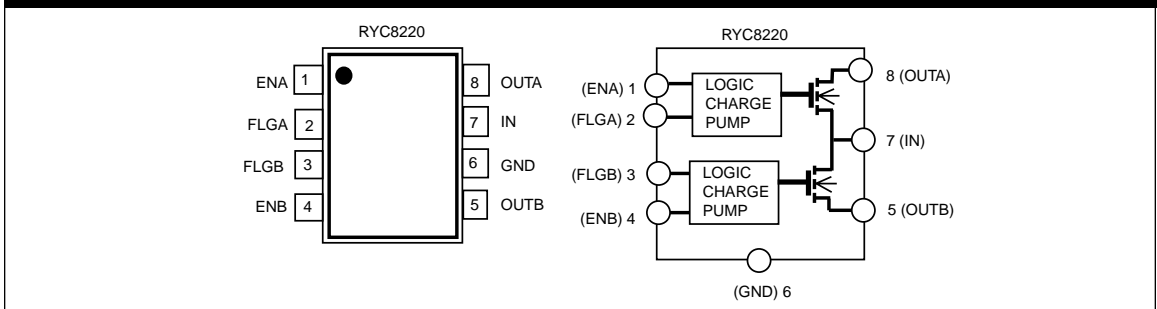 RYC8220
ENA 1
8 OUTA
FLGA 2
7 IN
FLGB 3
6 GND
ENB 4
5 OUTB
RYC8220
(ENA) 1
LOGIC
CHARGE
PUMP
8 (OUTA)
(FLGA) 2
7 (IN)
(FLGB) 3
LOGIC
CHARGE
PUMP
(ENB) 4
5 (OUTB)
(GND) 6